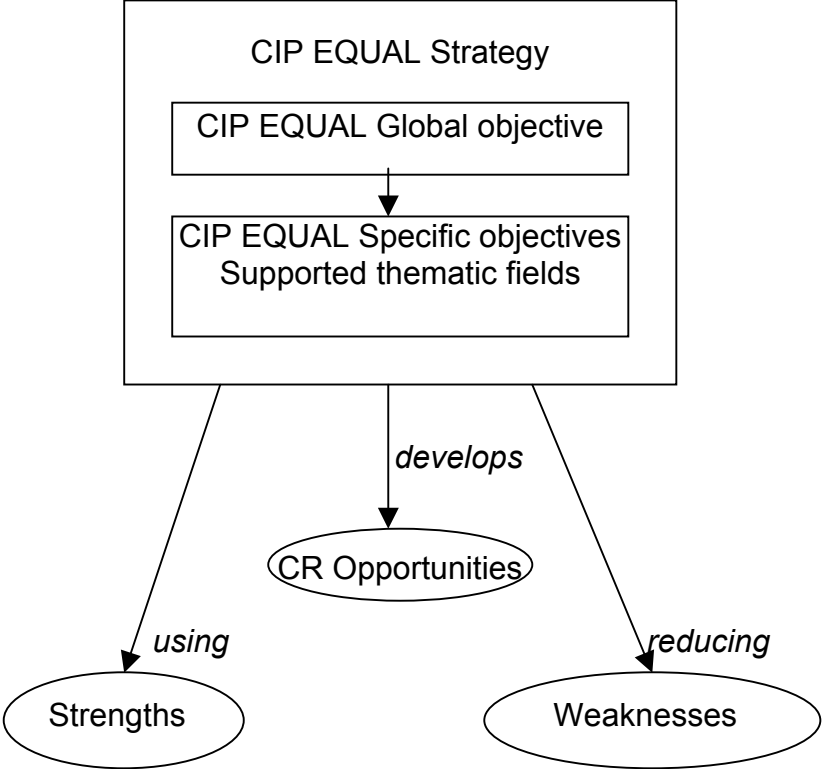 CIP EQUAL Strategy
CIP EQUAL Global objective
CIP EQUAL Specific objectives
Supported thematic fields
develops
CR Opportunities
using
reducing
Strengths
Weaknesses